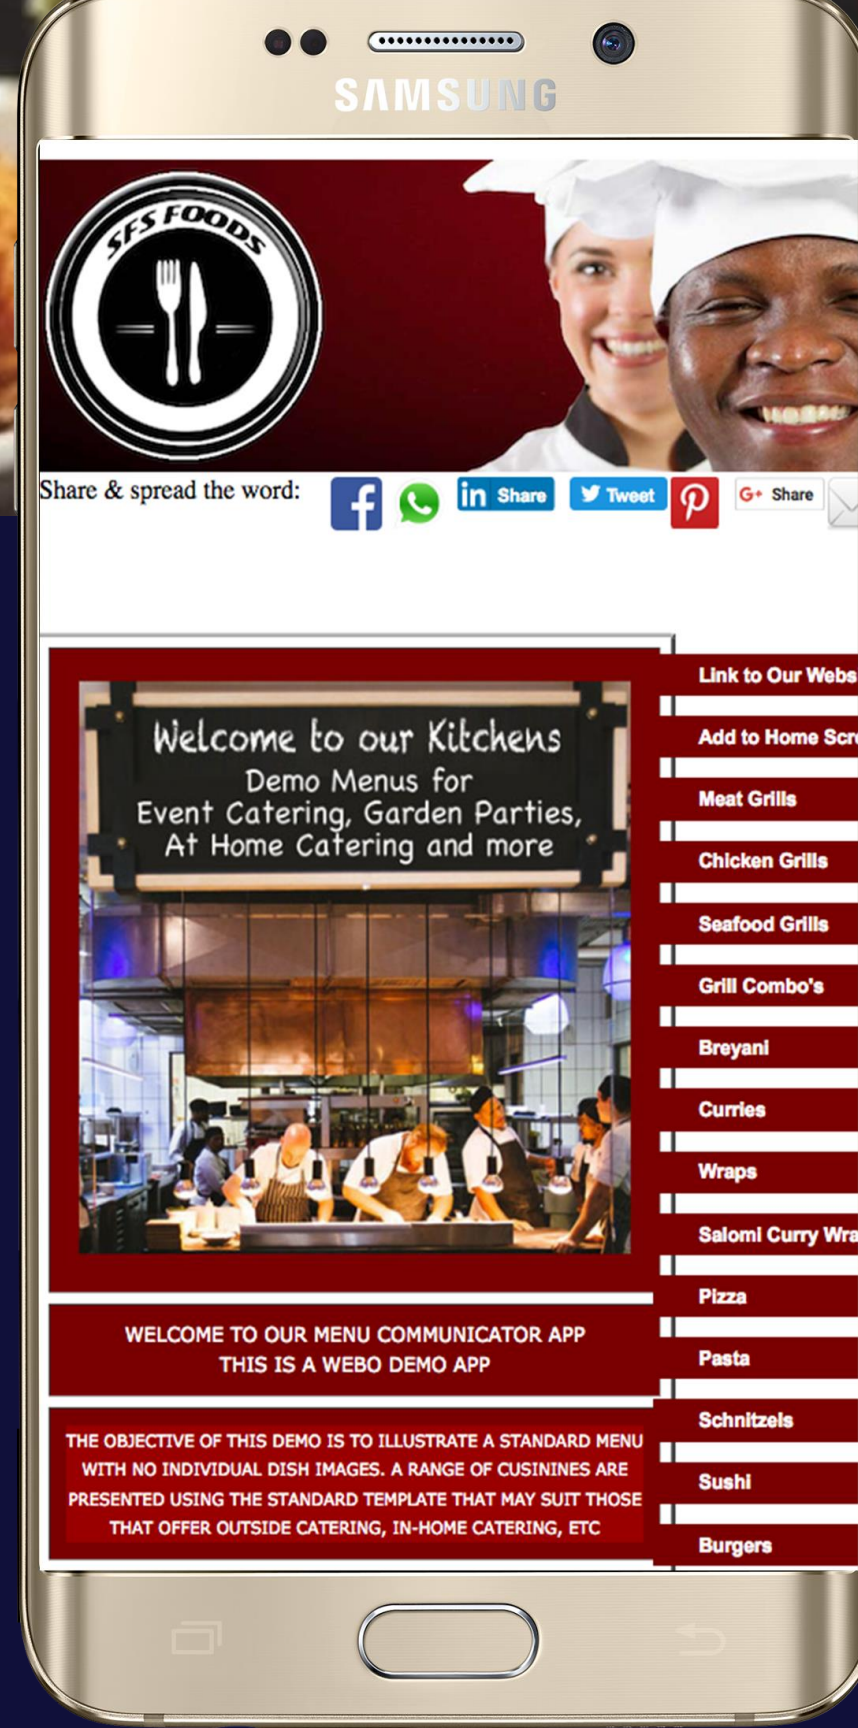 SAMSUNG
SFS FOODS
Share & spread the word:
in Share
Tweet
G+ Share
Welcome to our Kitchens
Demo Menus for
Event Catering, Garden Parties,
At Home Catering and more
WELCOME TO OUR MENU COMMUNICATOR APP
THIS IS A WEBO DEMO APP
THE OBJECTIVE OF THIS DEMO IS TO ILLUSTRATE A STANDARD MENU
WITH NO INDIVIDUAL DISH IMAGES. A RANGE OF CUSININES ARE
PRESENTED USING THE STANDARD TEMPLATE THAT MAY SUIT THOSE
THAT OFFER OUTSIDE CATERING, IN-HOME CATERING, ETC
Link to Our Webs
Add to Home Scre
Meat Grills
Chicken Grills
Seafood Grills
Grill Combo's
Breyani
Curries
Wraps
Salomi Curry Wra
Pizza
Pasta
Schnitzels
Sushi
Burgers